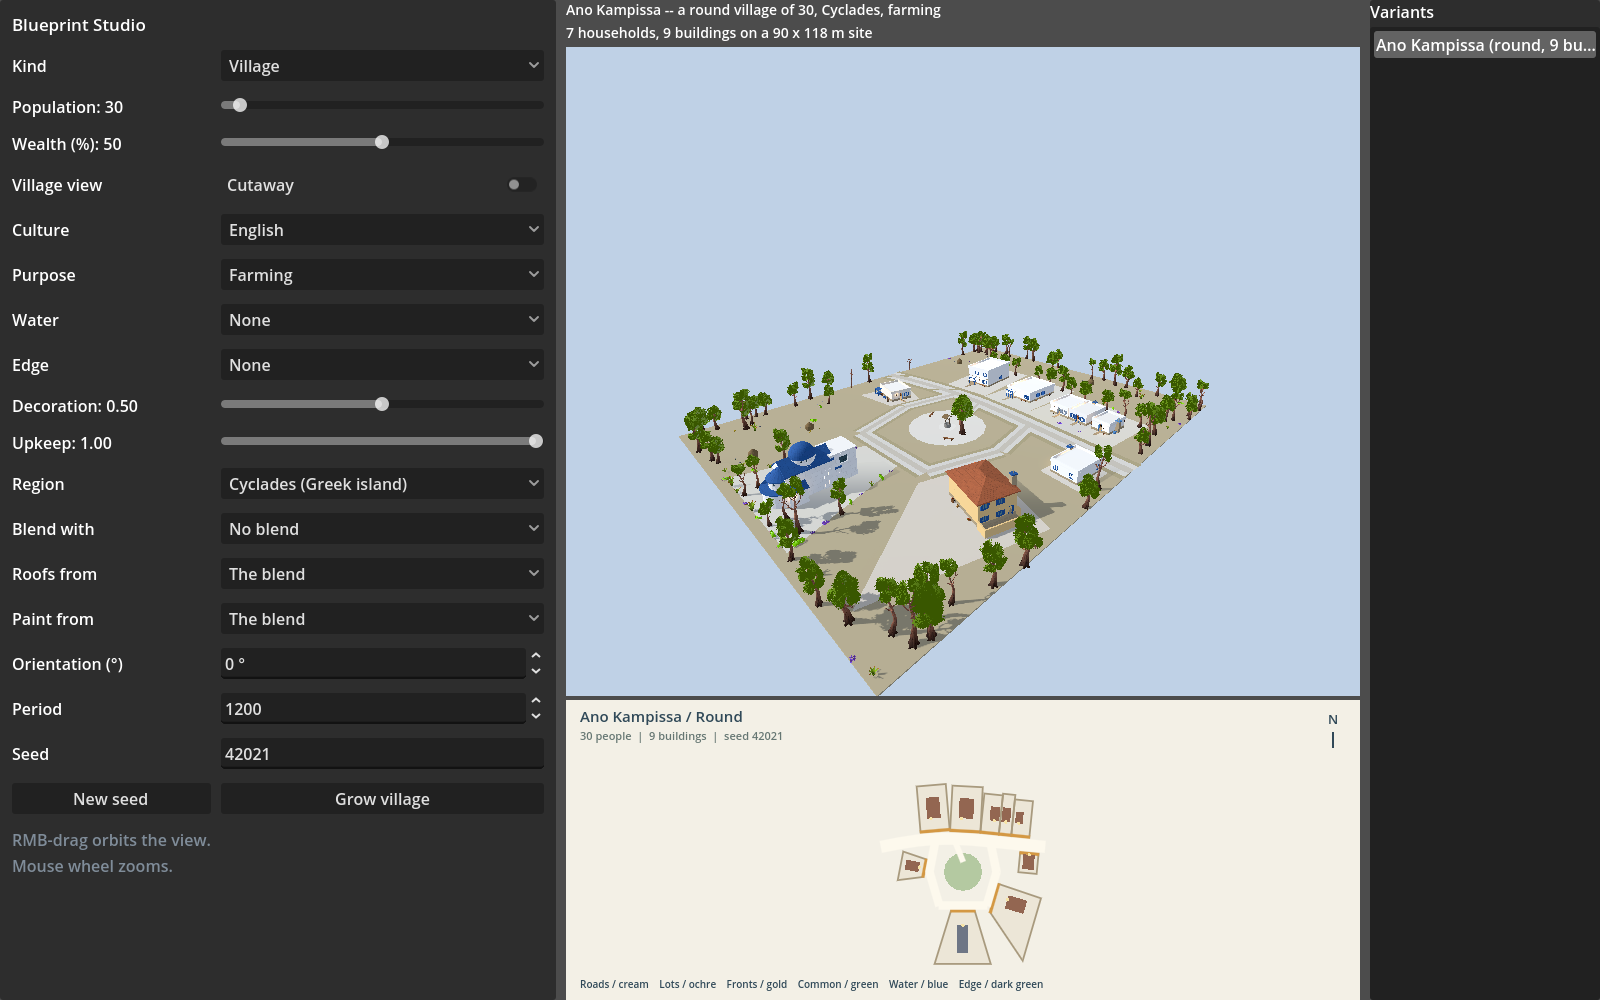 Blueprint Studio
Kind
Village
Population: 30
Wealth (%): 50
Village view
Cutaway
Culture
English
Purpose
Farming
Water
None
Edge
None
Decoration: 0.50
Upkeep: 1.00
Region
Cyclades (Greek island)
Blend with
No blend
Roofs from
The blend
Paint from
The blend
Orientation (°)
0 °
Period
1200
Seed
42021
New seed
Grow village
RMB-drag orbits the view.
Mouse wheel zooms.
Ano Kampissa -- a round village of 30, Cyclades, farming
7 households, 9 buildings on a 90 x 118 m site
Ano Kampissa / Round
30 people | 9 buildings | seed 42021
N
Roads / cream Lots / ochre Fronts / gold Common / green Water / blue Edge / dark green
Variants
Ano Kampissa (round, 9 bu...